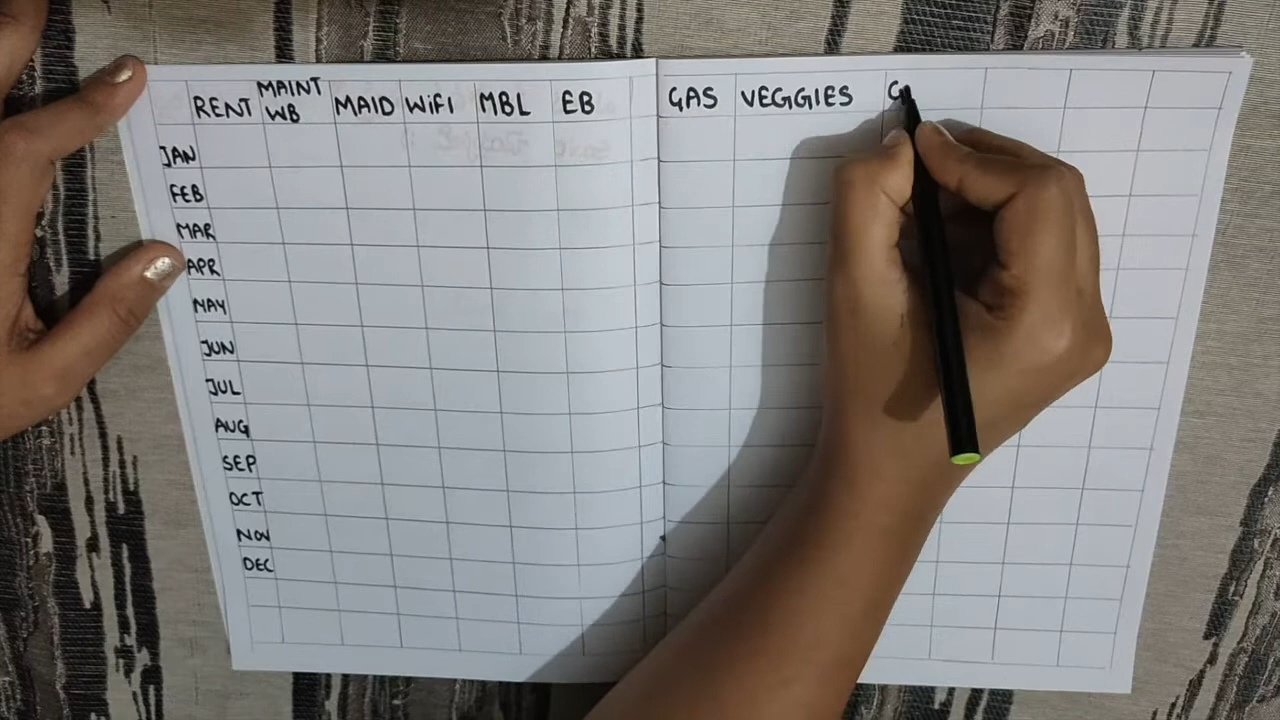 RENT MAINT WB MAID WiFi MBL EB GAS VEGGIES G
JAN
FEB
MAR
APR
MAY
JUN
JUL
AUG
SEP
OCT
NOV
DEC